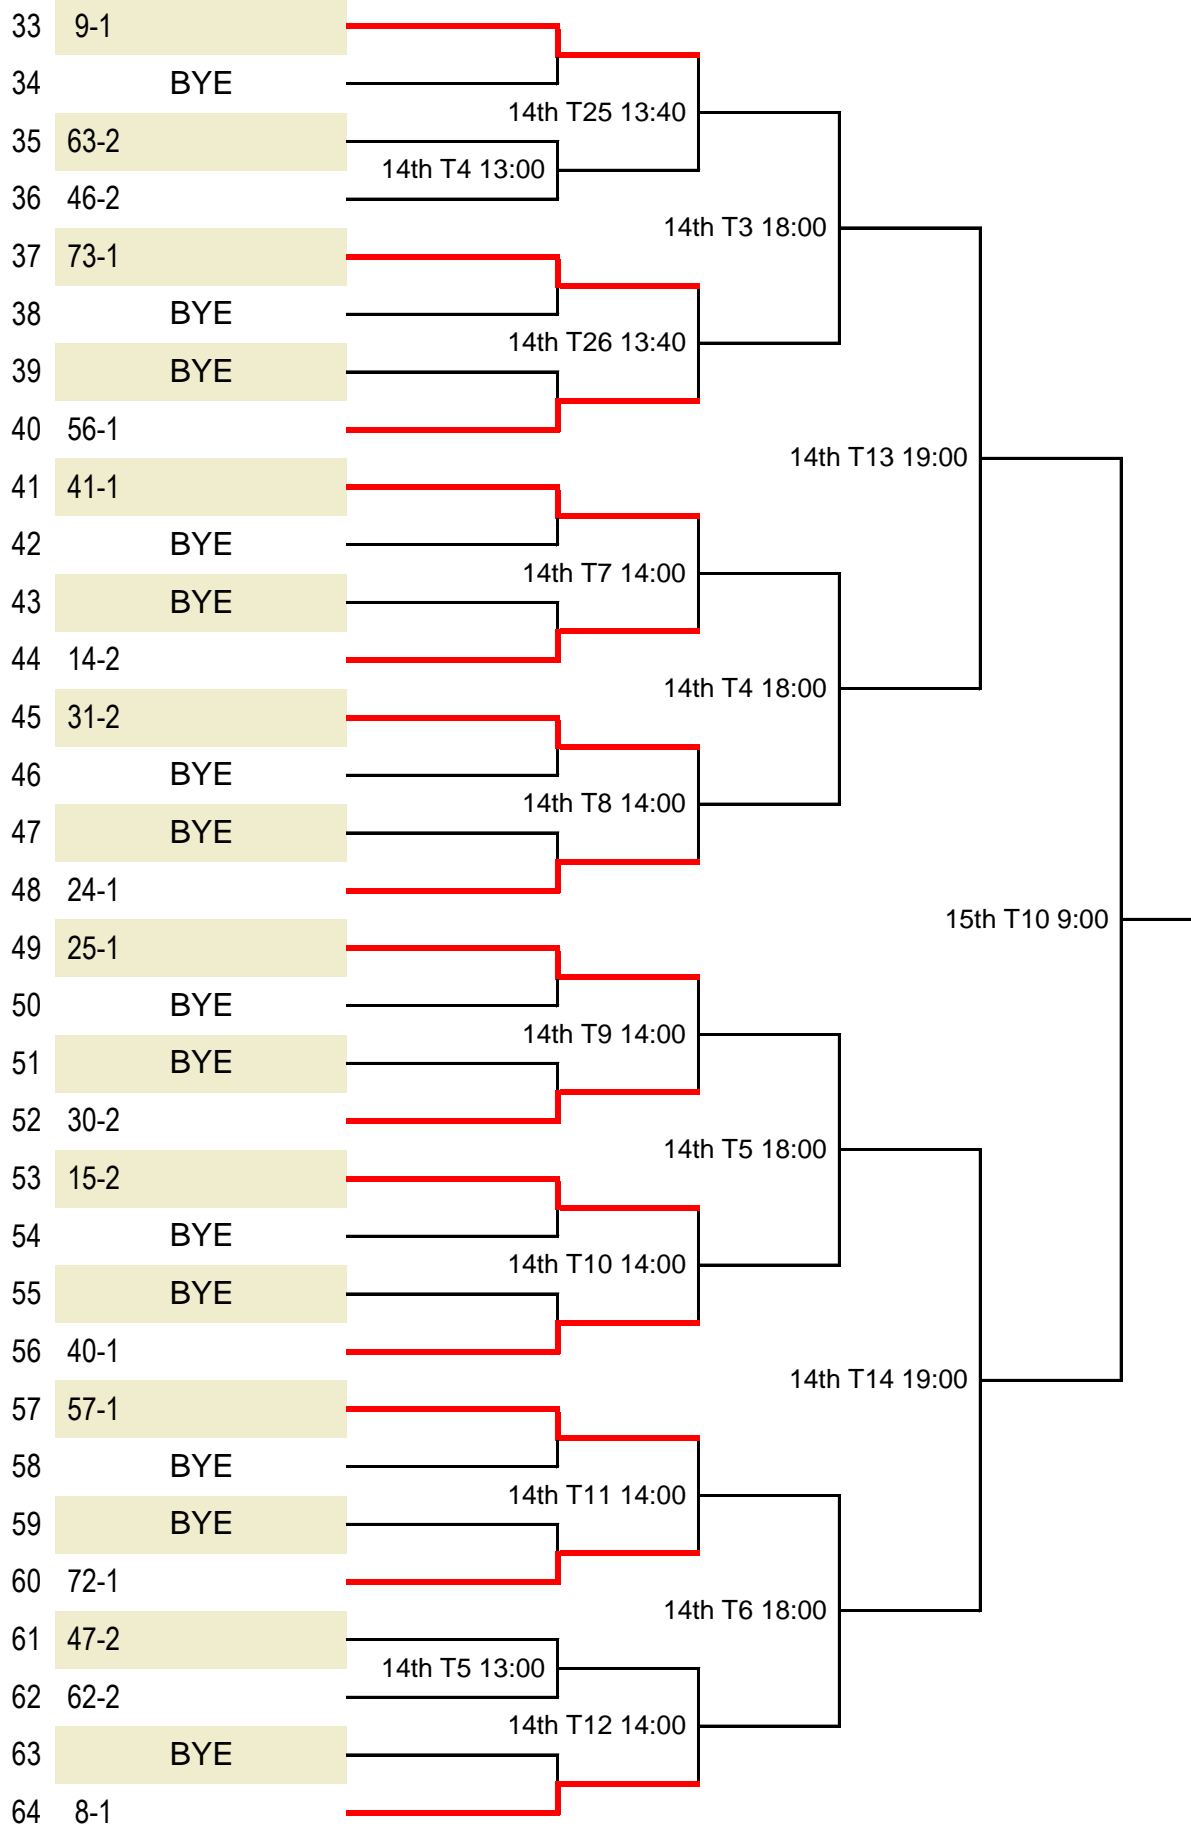 33 9-1
34 BYE
14th T25 13:40
35 63-2
14th T4 13:00
36 46-2
14th T3 18:00
37 73-1
38 BYE
14th T26 13:40
39 BYE
40 56-1
14th T13 19:00
41 41-1
42 BYE
14th T7 14:00
43 BYE
44 14-2
14th T4 18:00
45 31-2
46 BYE
14th T8 14:00
47 BYE
48 24-1
15th T10 9:00
49 25-1
50 BYE
14th T9 14:00
51 BYE
52 30-2
14th T5 18:00
53 15-2
54 BYE
14th T10 14:00
55 BYE
56 40-1
14th T14 19:00
57 57-1
58 BYE
14th T11 14:00
59 BYE
60 72-1
14th T6 18:00
61 47-2
14th T5 13:00
62 62-2
14th T12 14:00
63 BYE
64 8-1